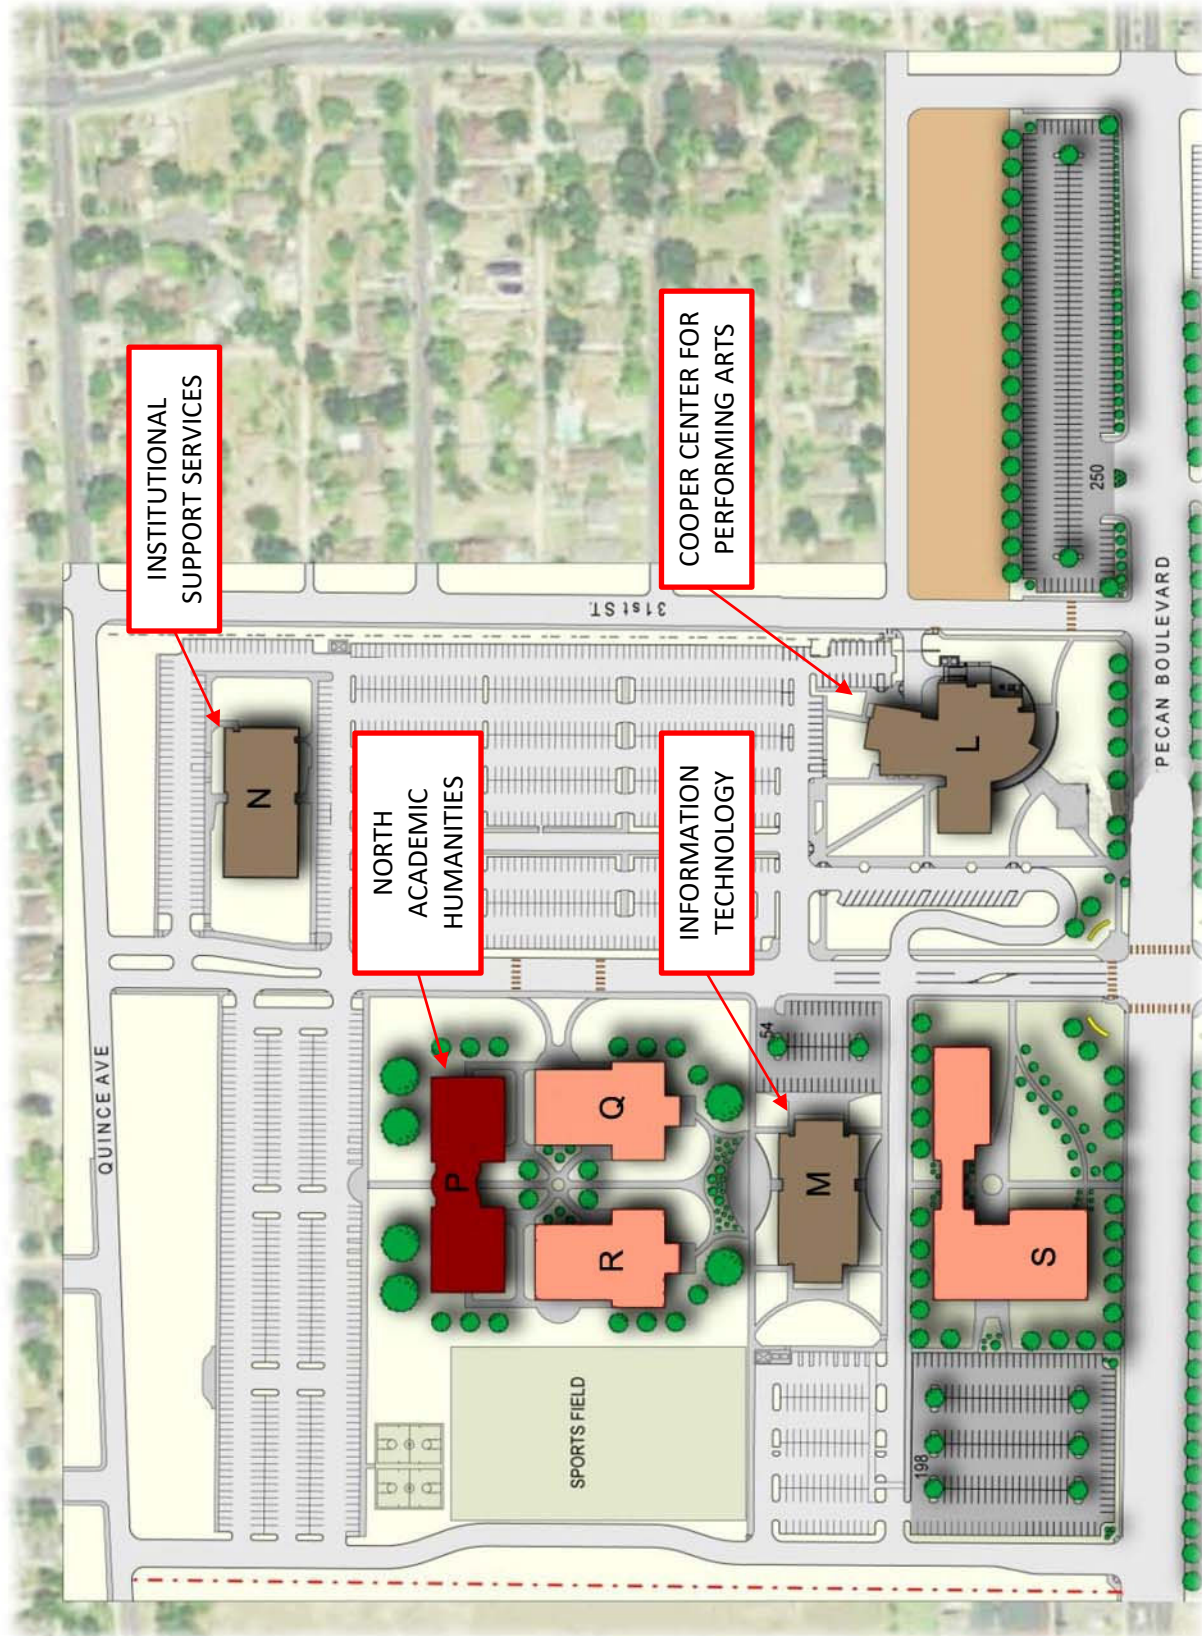 QUINCE AVE
INSTITUTIONAL
SUPPORT SERVICES
N
NORTH
ACADEMIC
HUMANITIES
P
Q
R
SPORTS FIELD
31st ST.
COOPER CENTER FOR
PERFORMING ARTS
L
INFORMATION
TECHNOLOGY
54
M
S
198
250
PECAN BOULEVARD